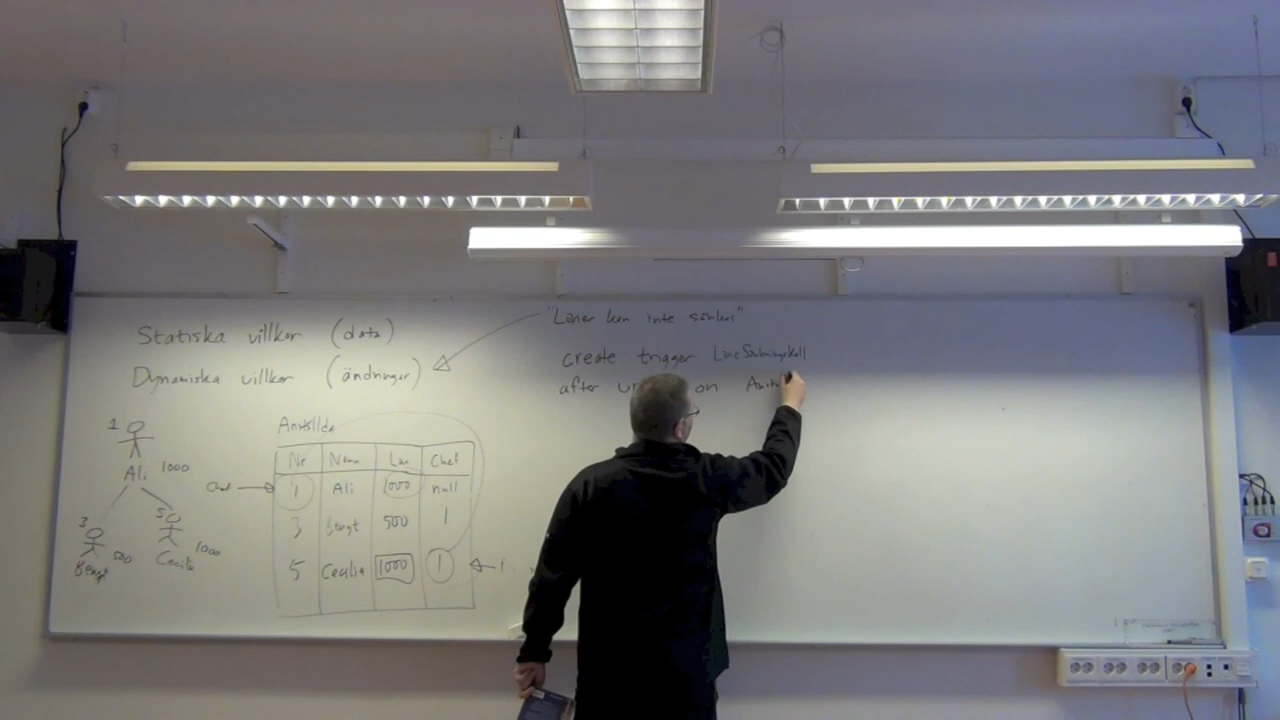 Statiska villkor (data)
Dynamiska villkor (ändringar)
"Löner kan inte sänkas"
create trigger
after on
1
Ali 1000
3
500
Bengt
5
1000
Cecilia
Anställda
Nr Namn Lön Chef
1 Ali 1000 null
3 Bengt 500 1
5 Cecilia 1000 1